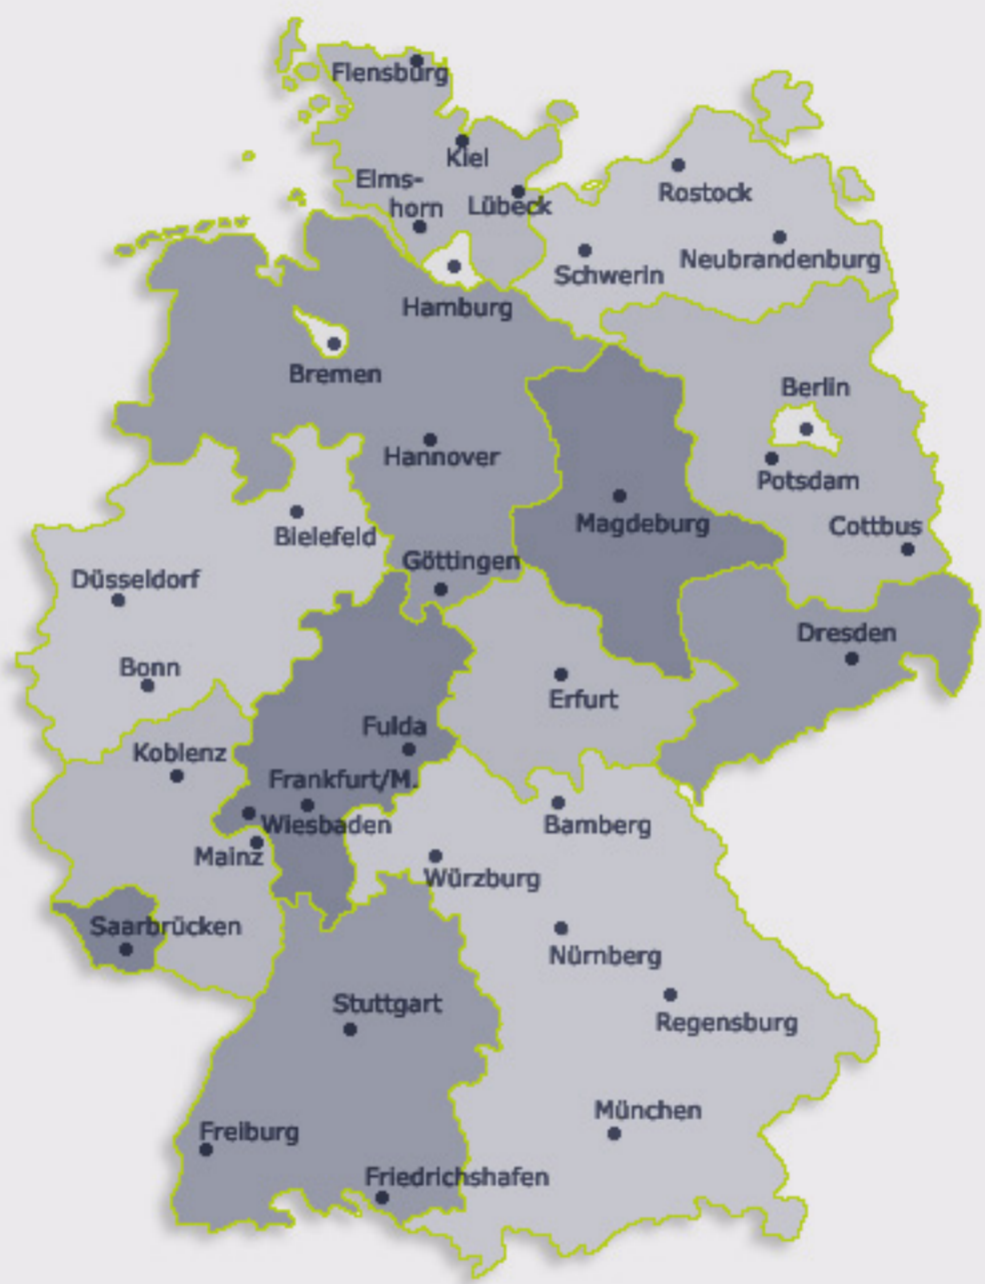 Flensburg
Kiel
Elms-
horn
Lübeck
Rostock
Schwerin
Neubrandenburg
Hamburg
Bremen
Berlin
Hannover
Potsdam
Magdeburg
Cottbus
Bielefeld
Göttingen
Düsseldorf
Dresden
Bonn
Erfurt
Fulda
Koblenz
Frankfurt/M.
Wiesbaden
Bamberg
Mainz
Würzburg
Saarbrücken
Nürnberg
Stuttgart
Regensburg
München
Freiburg
Friedrichshafen